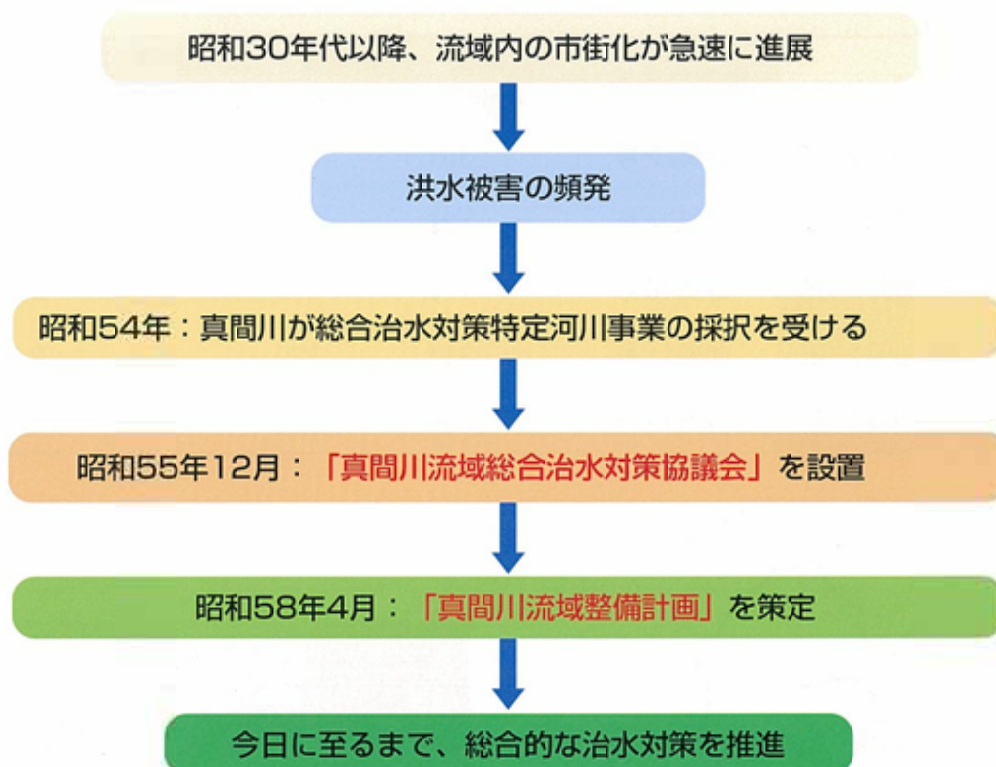 昭和30年代以降、流域内の市街化が急速に進展
洪水被害の頻発
昭和54年：真間川が総合治水対策特定河川事業の採択を受ける
昭和55年12月：「真間川流域総合治水対策協議会」を設置
昭和58年4月：「真間川流域整備計画」を策定
今日に至るまで、総合的な治水対策を推進